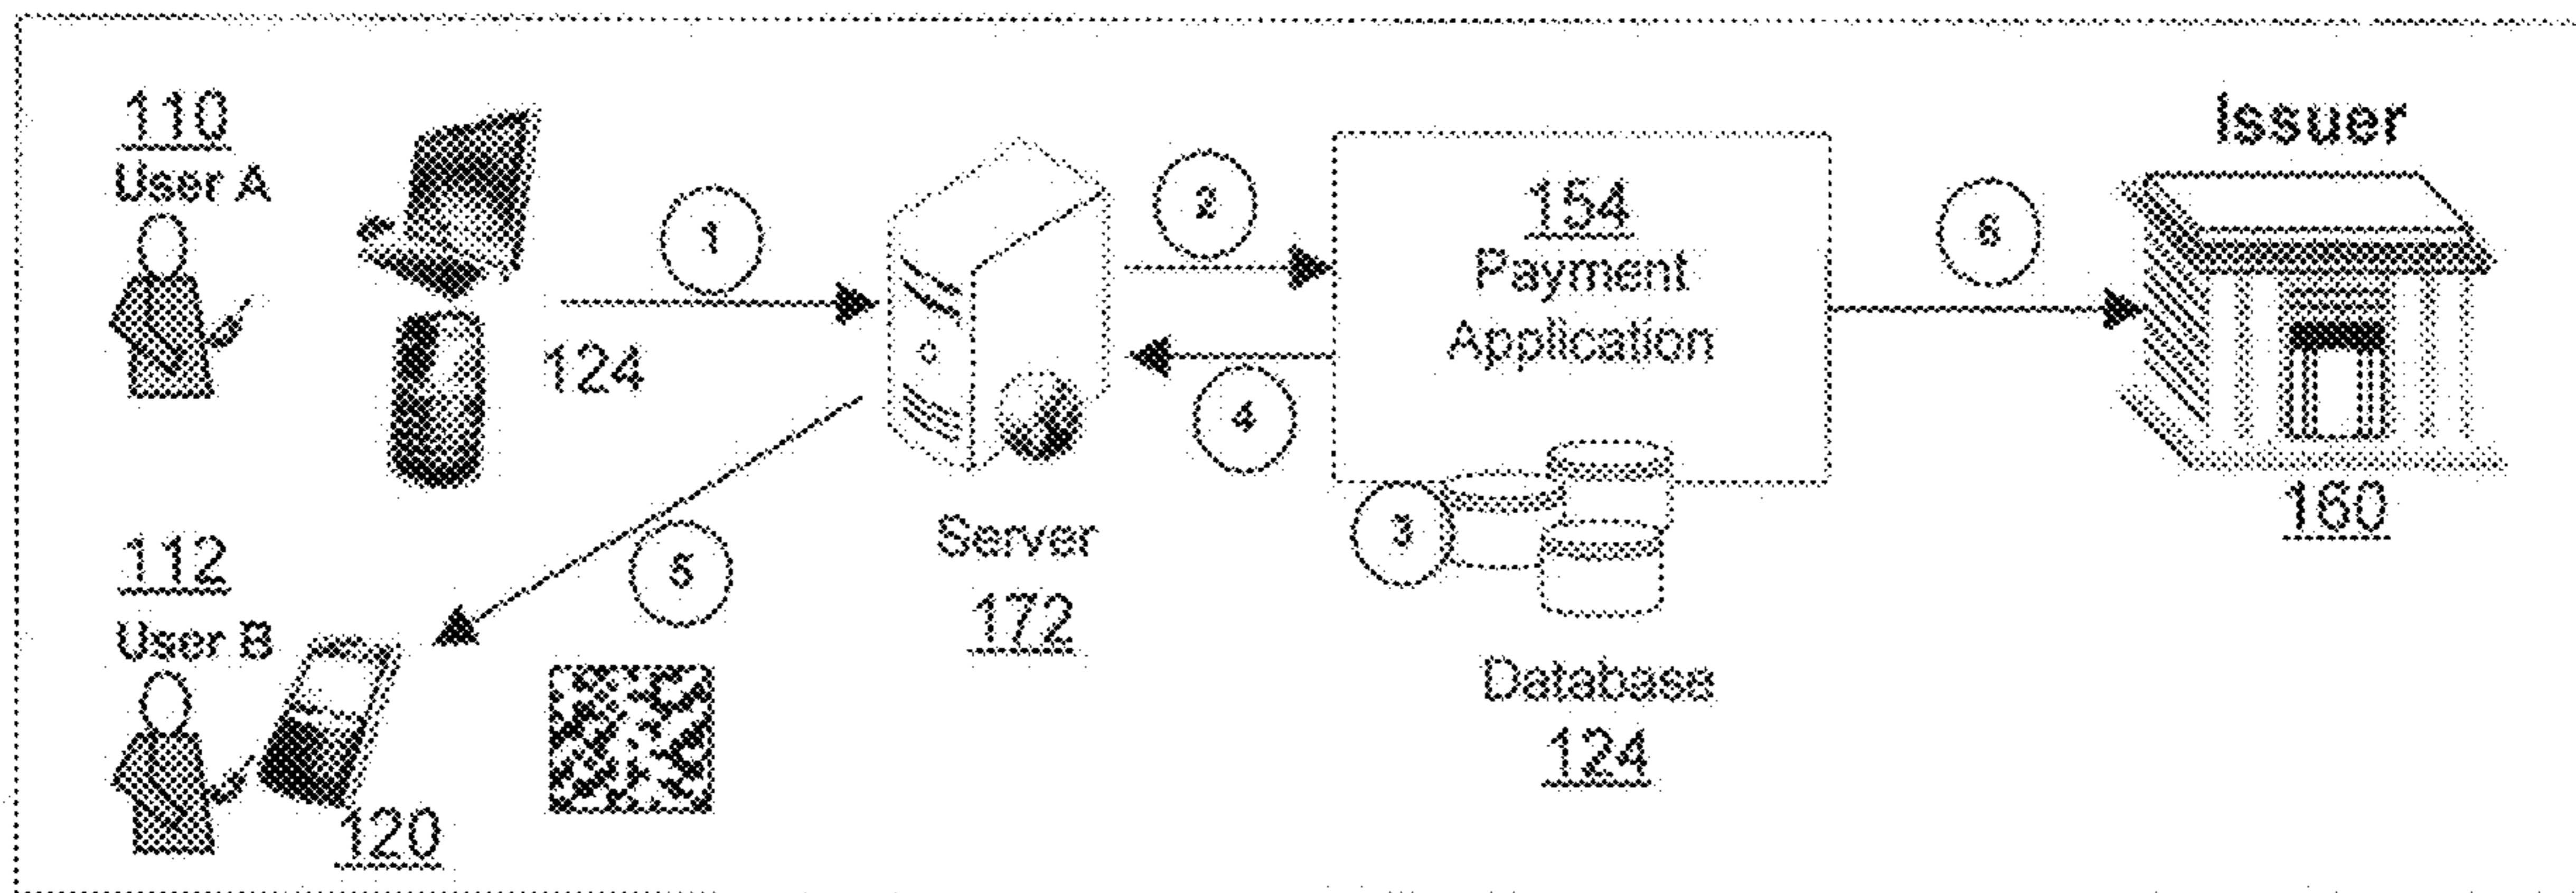 110
User A
1
124
2
4
154
Payment
Application
3
Issuer
160
Server
172
Database
124
112
User B
120
5